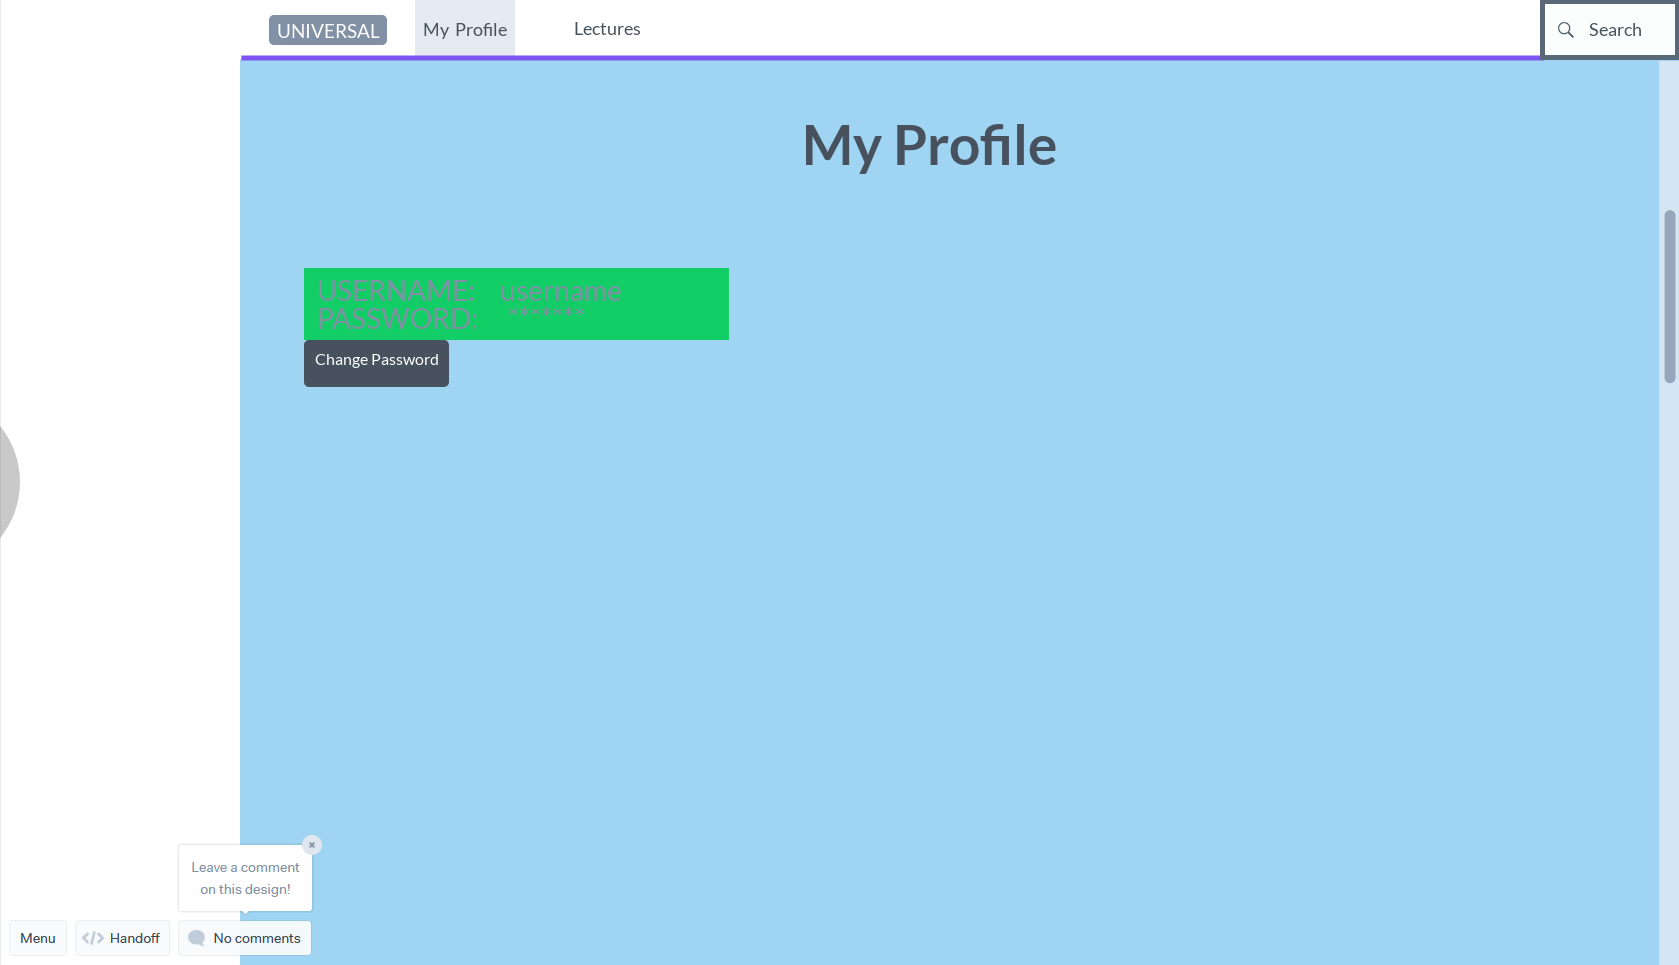 UNIVERSAL My Profile Lectures Search
My Profile
USERNAME: username
PASSWORD: *******
Change Password
Leave a comment
on this design!
Menu </> Handoff No comments